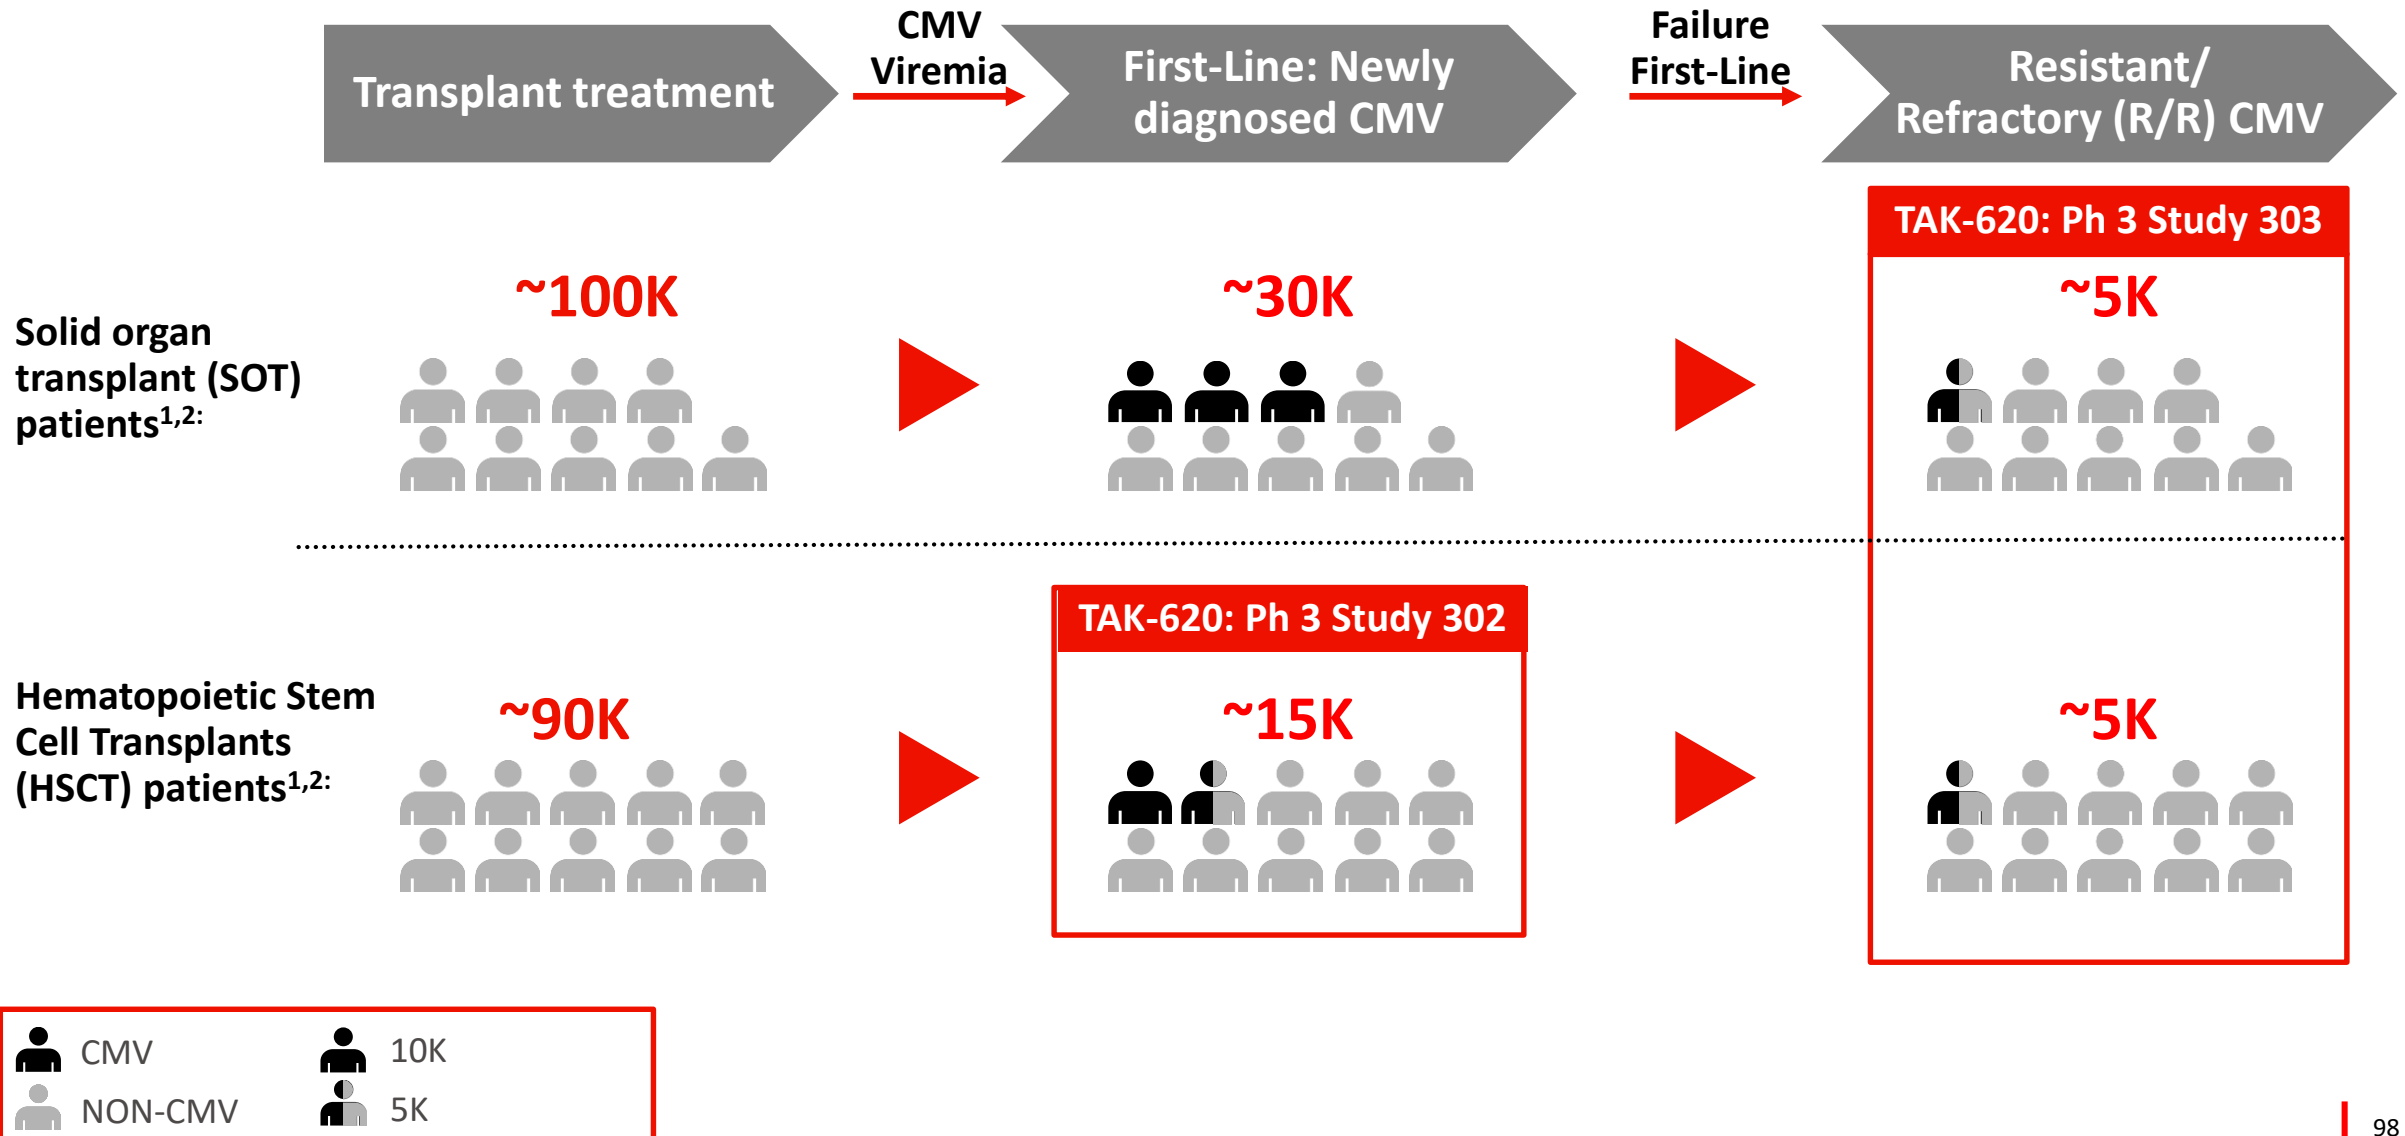 Transplant treatment
CMV
Viremia
First-Line: Newly
diagnosed CMV
Failure
First-Line
Resistant/
Refractory (R/R) CMV
TAK-620: Ph 3 Study 303
Solid organ
transplant (SOT)
patients1,2:
~100K
~30K
~5K
TAK-620: Ph 3 Study 302
Hematopoietic Stem
Cell Transplants
(HSCT) patients1,2:
~90K
~15K
~5K
CMV
10K
NON-CMV
5K
98